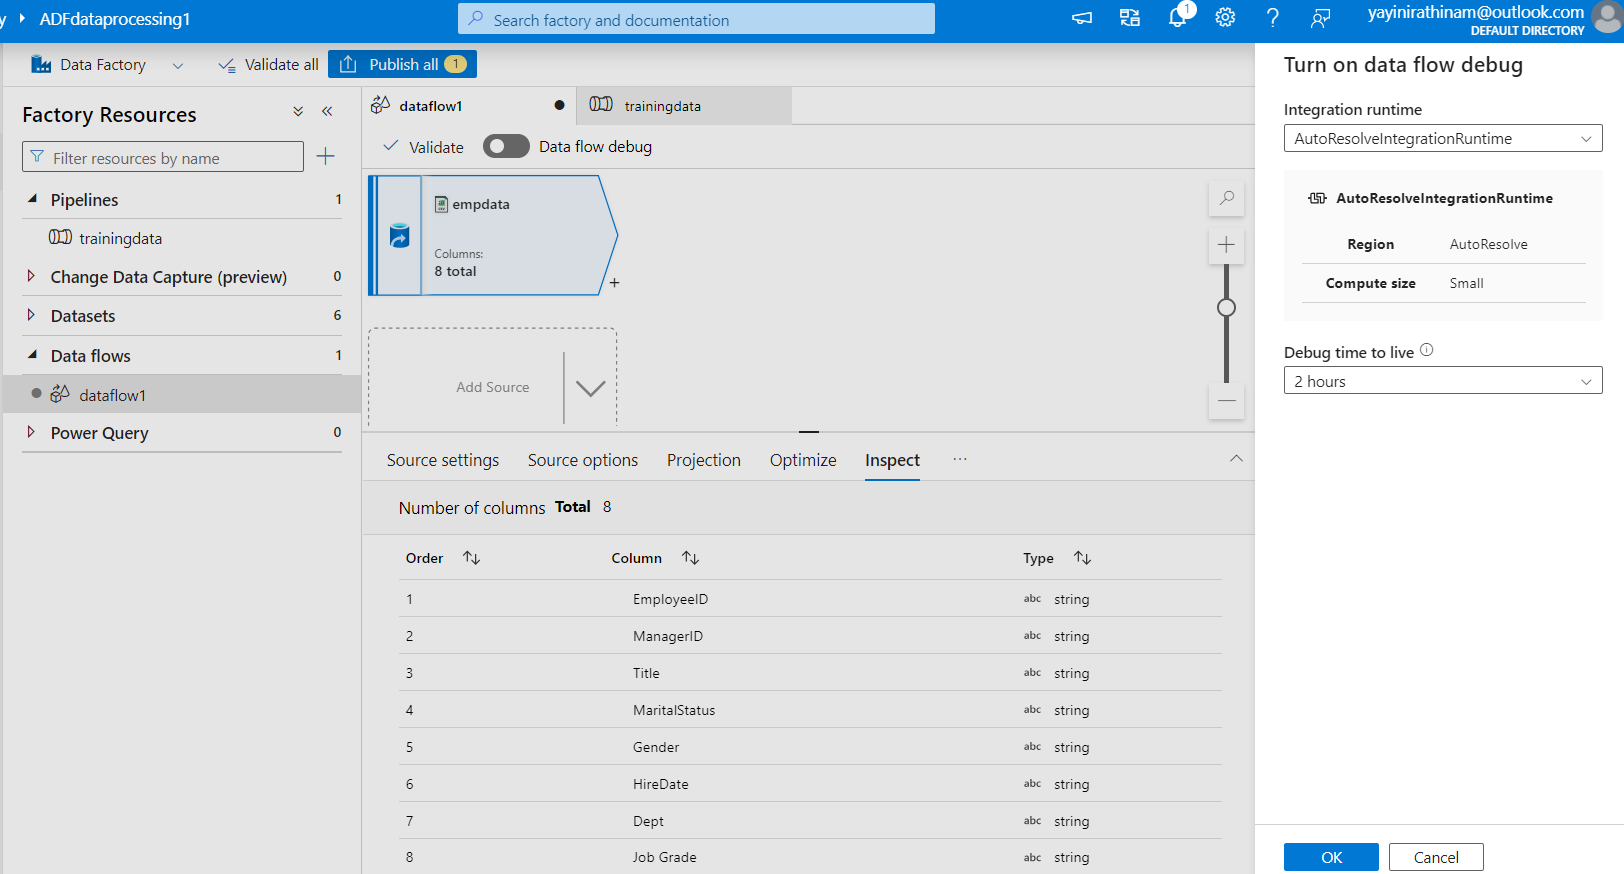 y ADFdataprocessing1
Search factory and documentation
1
yayinirathinam@outlook.com
DEFAULT DIRECTORY
Data Factory
Validate all
Publish all 1
Factory Resources
Filter resources by name
Pipelines 1
trainingdata
Change Data Capture (preview) 0
Datasets 6
Data flows 1
dataflow1
Power Query 0
dataflow1
trainingdata
Validate
Data flow debug
empdata
Columns:
8 total
+
Add Source
Source settings Source options Projection Optimize Inspect ...
Number of columns Total 8
Order Column Type
1 EmployeeID abc string
2 ManagerID abc string
3 Title abc string
4 MaritalStatus abc string
5 Gender abc string
6 HireDate abc string
7 Dept abc string
8 Job Grade abc string
Turn on data flow debug
Integration runtime
AutoResolveIntegrationRuntime
AutoResolveIntegrationRuntime
Region AutoResolve
Compute size Small
Debug time to live
2 hours
OK Cancel